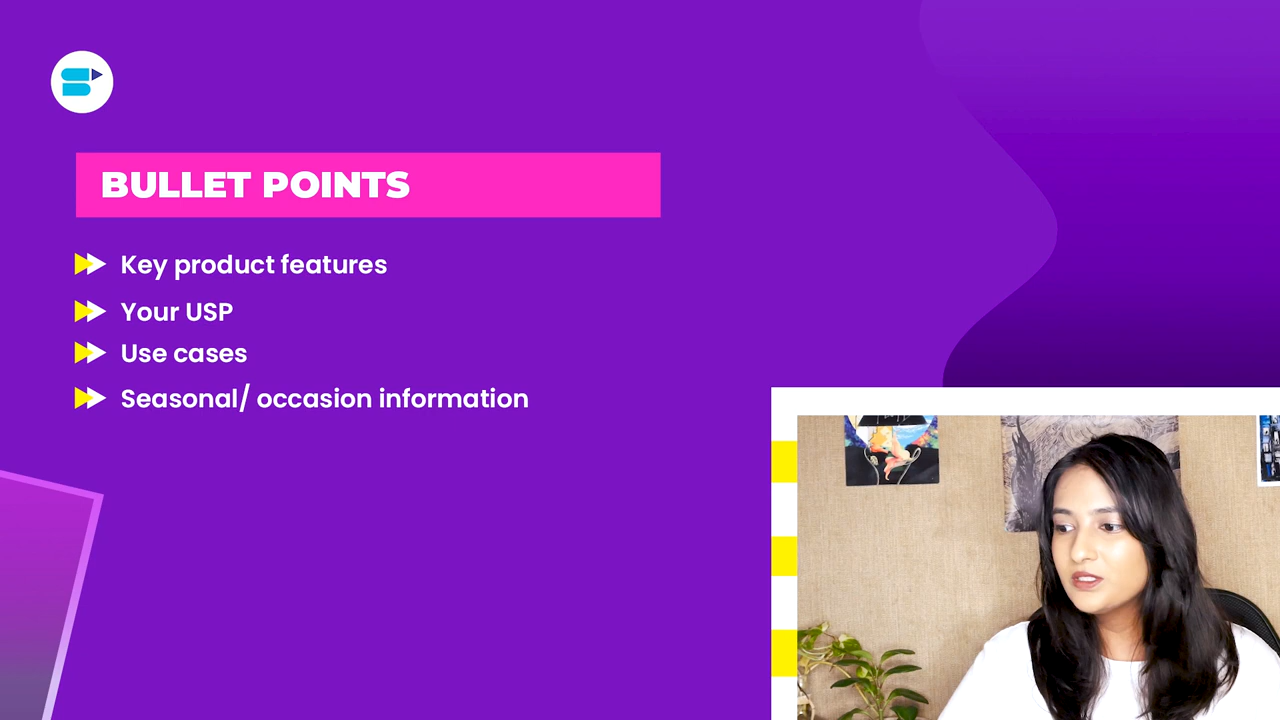 BULLET POINTS
Key product features
Your USP
Use cases
Seasonal/ occasion information